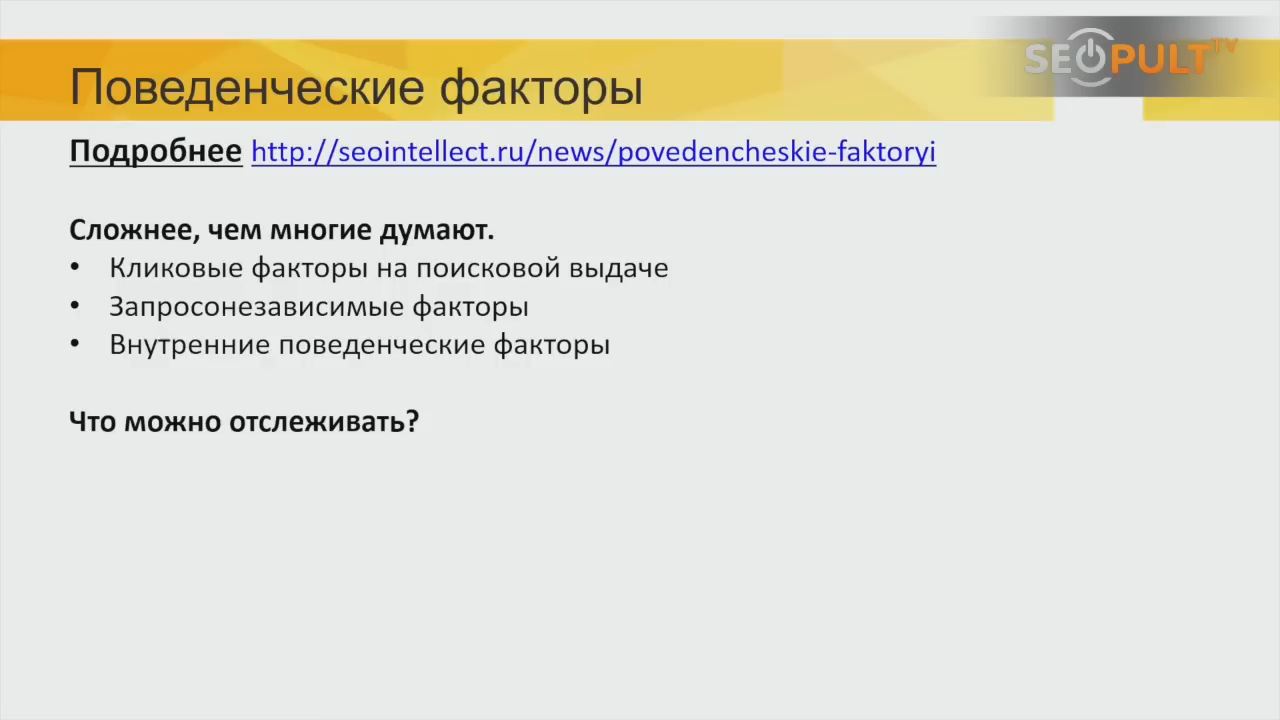 SEOPULT TV
Поведенческие факторы
Подробнее http://seointellect.ru/news/povedencheskie-faktoryi
Сложнее, чем многие думают.
• Кликовые факторы на поисковой выдаче
• Запросонезависимые факторы
• Внутренние поведенческие факторы
Что можно отслеживать?